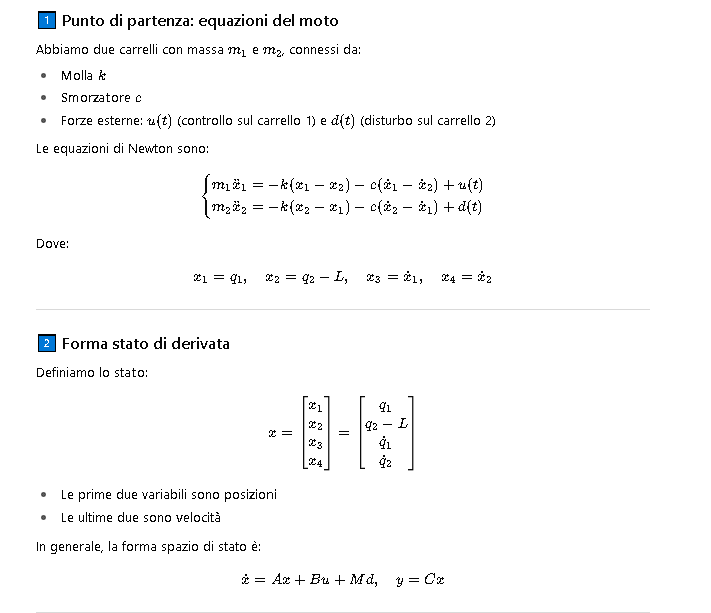 1 Punto di partenza: equazioni del moto
Abbiamo due carrelli con massa m₁ e m₂, connessi da:
• Molla k
• Smorzatore c
• Forze esterne: u(t) (controllo sul carrello 1) e d(t) (disturbo sul carrello 2)
Le equazioni di Newton sono:
{ m₁ẍ₁ = −k(x₁ − x₂) − c(ẋ₁ − ẋ₂) + u(t)
m₂ẍ₂ = −k(x₂ − x₁) − c(ẋ₂ − ẋ₁) + d(t)
Dove:
x₁ = q₁, x₂ = q₂ − L, x₃ = ẋ₁, x₄ = ẋ₂
2 Forma stato di derivata
Definiamo lo stato:
x = [x₁ x₂ x₃ x₄] = [q₁ q₂ − L q̇₁ q̇₂]
• Le prime due variabili sono posizioni
• Le ultime due sono velocità
In generale, la forma spazio di stato è:
ẋ = Ax + Bu + Md, y = Cx